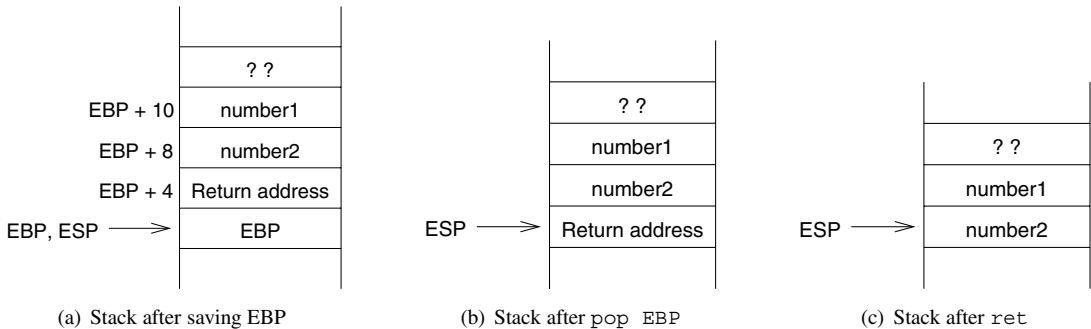 ? ?
EBP + 10 number1
EBP + 8 number2
EBP + 4 Return address
EBP, ESP EBP
(a) Stack after saving EBP
? ?
number1
number2
ESP Return address
(b) Stack after pop EBP
? ?
number1
ESP number2
(c) Stack after ret